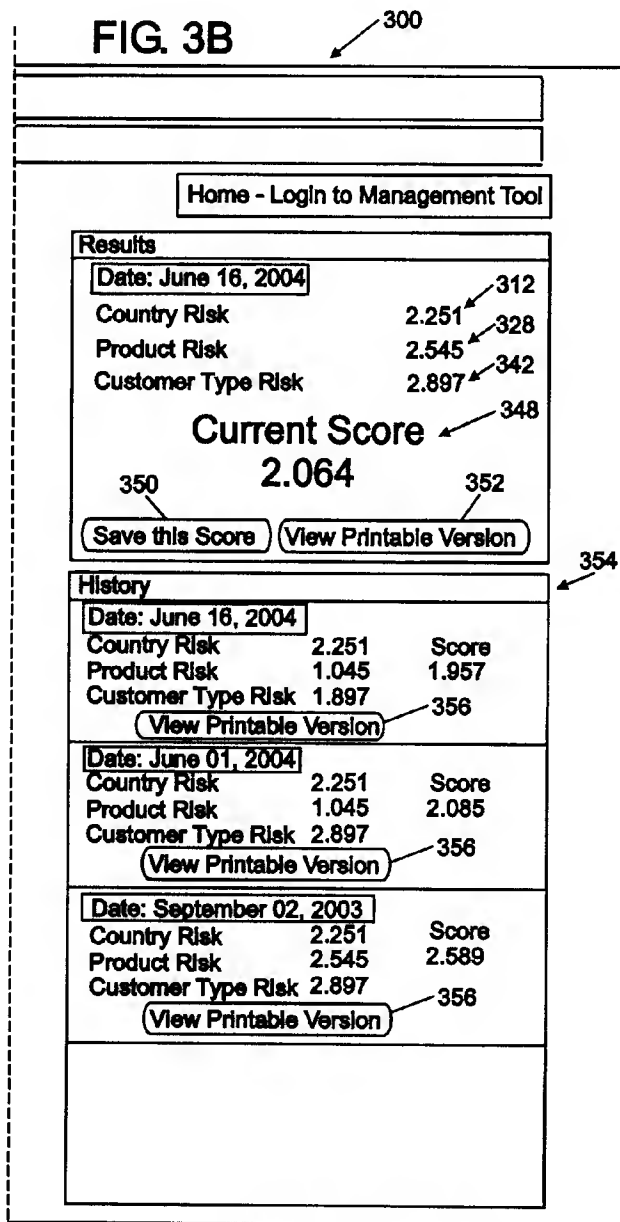 FIG. 3B
300
Home - Login to Management Tool
Results
Date: June 16, 2004
Country Risk 2.251 312
Product Risk 2.545 328
Customer Type Risk 2.897 342
Current Score 348
2.064
350 352
Save this Score View Printable Version
354
History
Date: June 16, 2004
Country Risk 2.251 Score
Product Risk 1.045 1.957
Customer Type Risk 1.897
View Printable Version 356
Date: June 01, 2004
Country Risk 2.251 Score
Product Risk 1.045 2.085
Customer Type Risk 2.897
View Printable Version 356
Date: September 02, 2003
Country Risk 2.251 Score
Product Risk 2.545 2.589
Customer Type Risk 2.897
View Printable Version 356